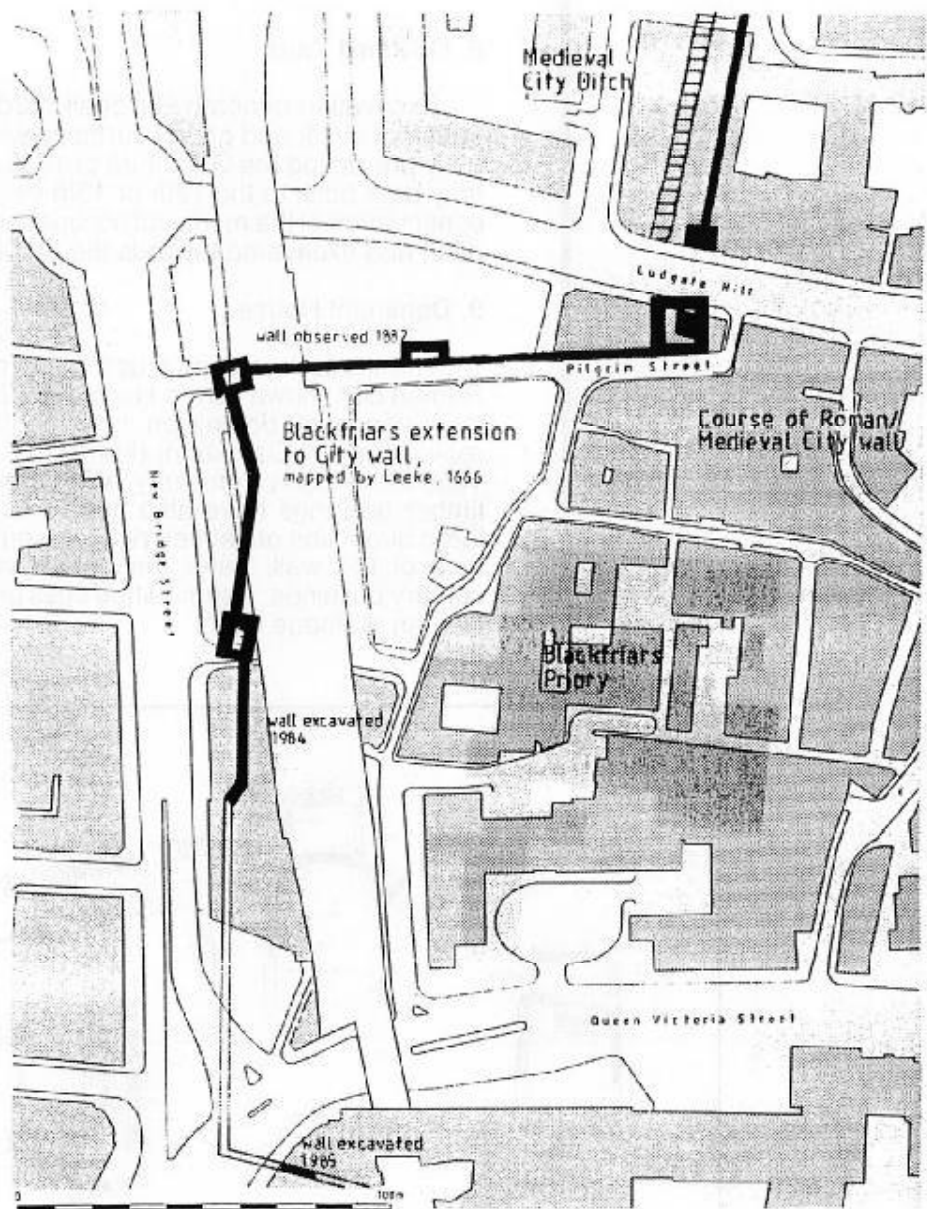 Medieval
City Ditch
Ludgate Hill
wall observed 1882
Pilgrim Street
Blackfriars extension
to City wall,
mapped by Leeke, 1666
Course of Roman/
Medieval City wall
New Bridge Street
Blackfriars
Priory
wall excavated
1984
Queen Victoria Street
wall excavated
1985
0
100m